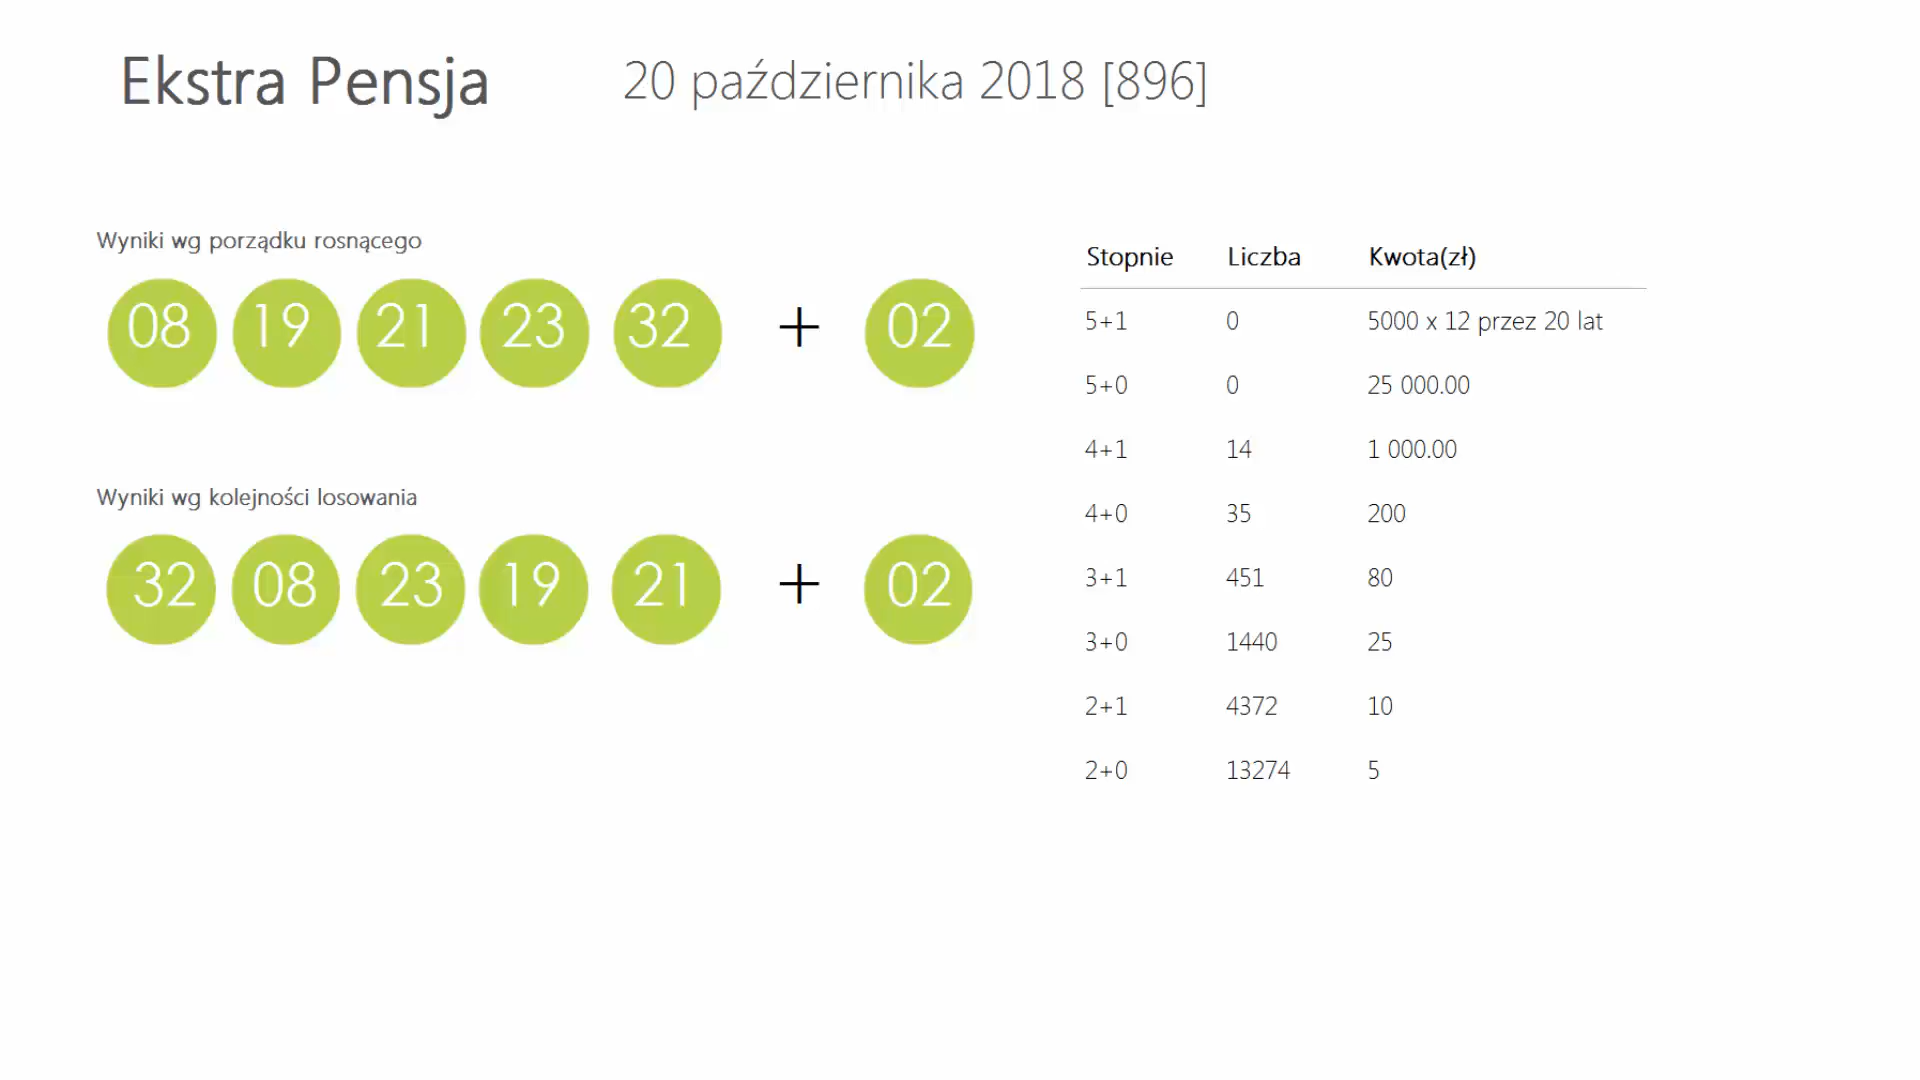 Ekstra Pensja 20 października 2018 [896]
Wyniki wg porządku rosnącego
08 19 21 23 32 + 02
Wyniki wg kolejności losowania
32 08 23 19 21 + 02
Stopnie Liczba Kwota(zł)
5+1 0 5000 x 12 przez 20 lat
5+0 0 25 000.00
4+1 14 1 000.00
4+0 35 200
3+1 451 80
3+0 1440 25
2+1 4372 10
2+0 13274 5